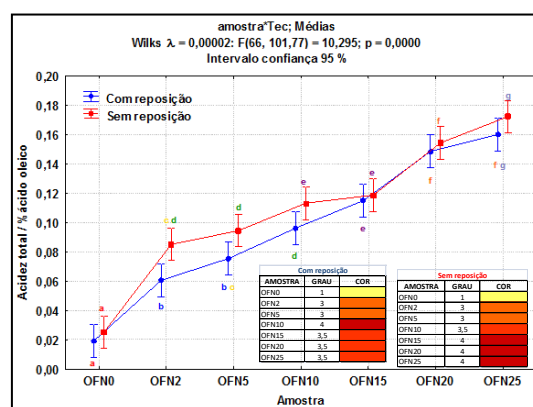 amostra*Tec; Médias
Wilks λ = 0,00002: F(66, 101,77) = 10,295; p = 0,0000
Intervalo confiança 95 %
Acidez total / % ácido oleico
0,20
0,18
0,16
0,14
0,12
0,10
0,08
0,06
0,04
0,02
0,00
Com reposição
Sem reposição
a
a
c d
b
d
b c
e
d
e
e
f
f
g
f g
Com reposição
AMOSTRA GRAU COR
OFN0 1
OFN2 3
OFN5 3
OFN10 4
OFN15 3,5
OFN20 3,5
OFN25 3,5
Sem reposição
AMOSTRA GRAU COR
OFN0 1
OFN2 3
OFN5 3
OFN10 3,5
OFN15 4
OFN20 4
OFN25 4
OFN0 OFN2 OFN5 OFN10 OFN15 OFN20 OFN25
Amostra